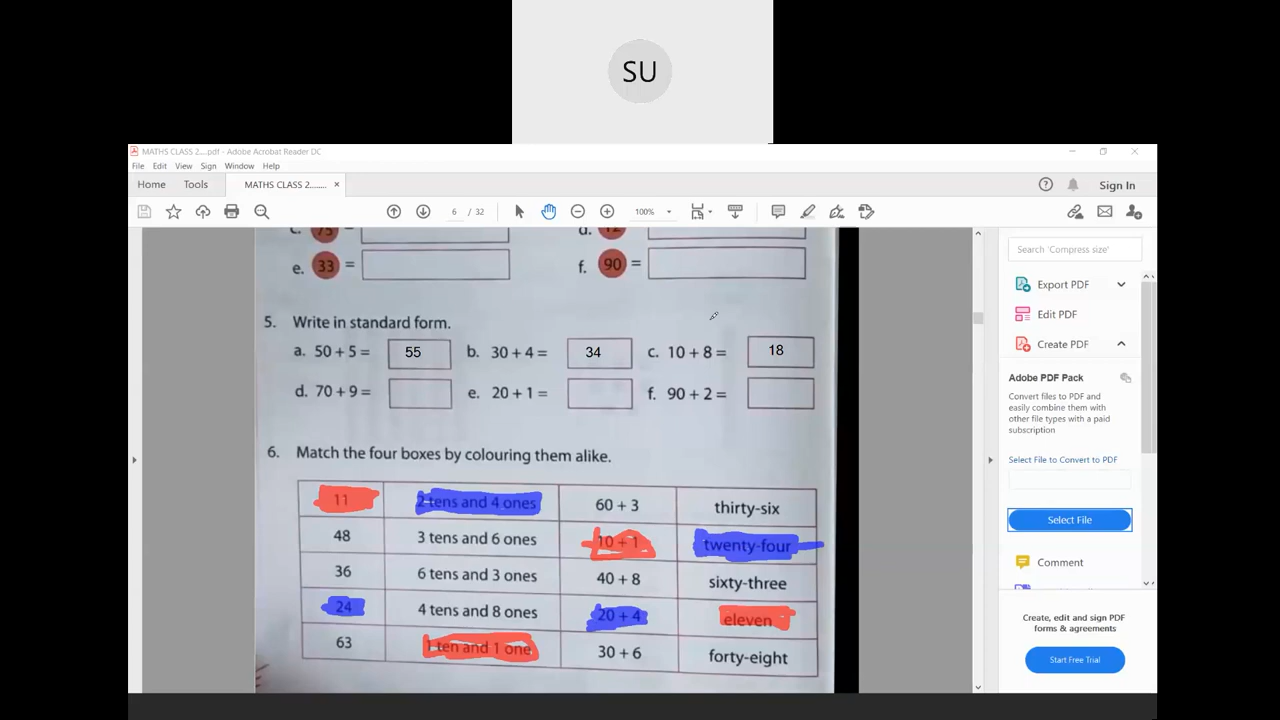 SU
MATHS CLASS 2....pdf - Adobe Acrobat Reader DC
File Edit View Sign Window Help
Home Tools MATHS CLASS 2....... ×
6 / 32 100%
Sign In
c. 75 = d. 12
e. 33 = f. 90 =
5. Write in standard form.
a. 50 + 5 = 55 b. 30 + 4 = 34 c. 10 + 8 = 18
d. 70 + 9 = e. 20 + 1 = f. 90 + 2 =
6. Match the four boxes by colouring them alike.
11 2 tens and 4 ones 60 + 3 thirty-six
48 3 tens and 6 ones 10 + 1 twenty-four
36 6 tens and 3 ones 40 + 8 sixty-three
24 4 tens and 8 ones 20 + 4 eleven
63 1 ten and 1 one 30 + 6 forty-eight
Search 'Compress size'
Export PDF
Edit PDF
Create PDF
Adobe PDF Pack
Convert files to PDF and
easily combine them with
other file types with a paid
subscription
Select File to Convert to PDF
Select File
Comment
Create, edit and sign PDF
forms & agreements
Start Free Trial